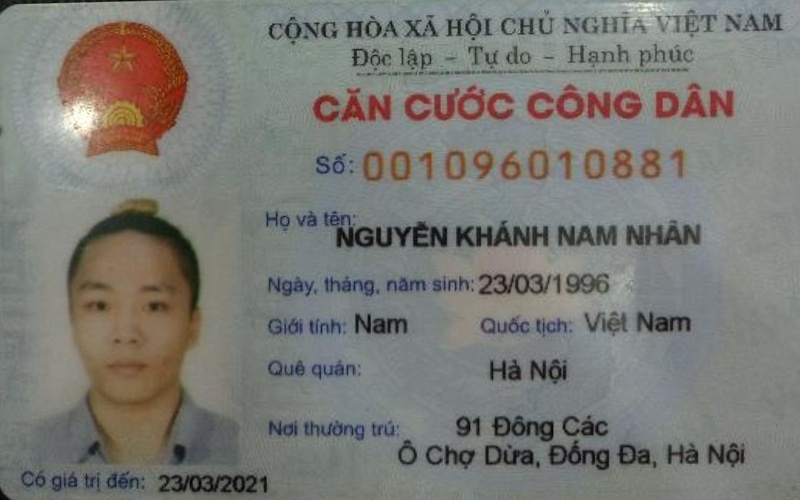 CỘNG HÒA XÃ HỘI CHỦ NGHĨA VIỆT NAM
Độc lập - Tự do - Hạnh phúc
CĂN CƯỚC CÔNG DÂN
Số: 001096010881
Họ và tên:
NGUYỄN KHÁNH NAM NHÂN
Ngày, tháng, năm sinh: 23/03/1996
Giới tính: Nam Quốc tịch: Việt Nam
Quê quán: Hà Nội
Nơi thường trú: 91 Đông Các
Ô Chợ Dừa, Đống Đa, Hà Nội
Có giá trị đến: 23/03/2021